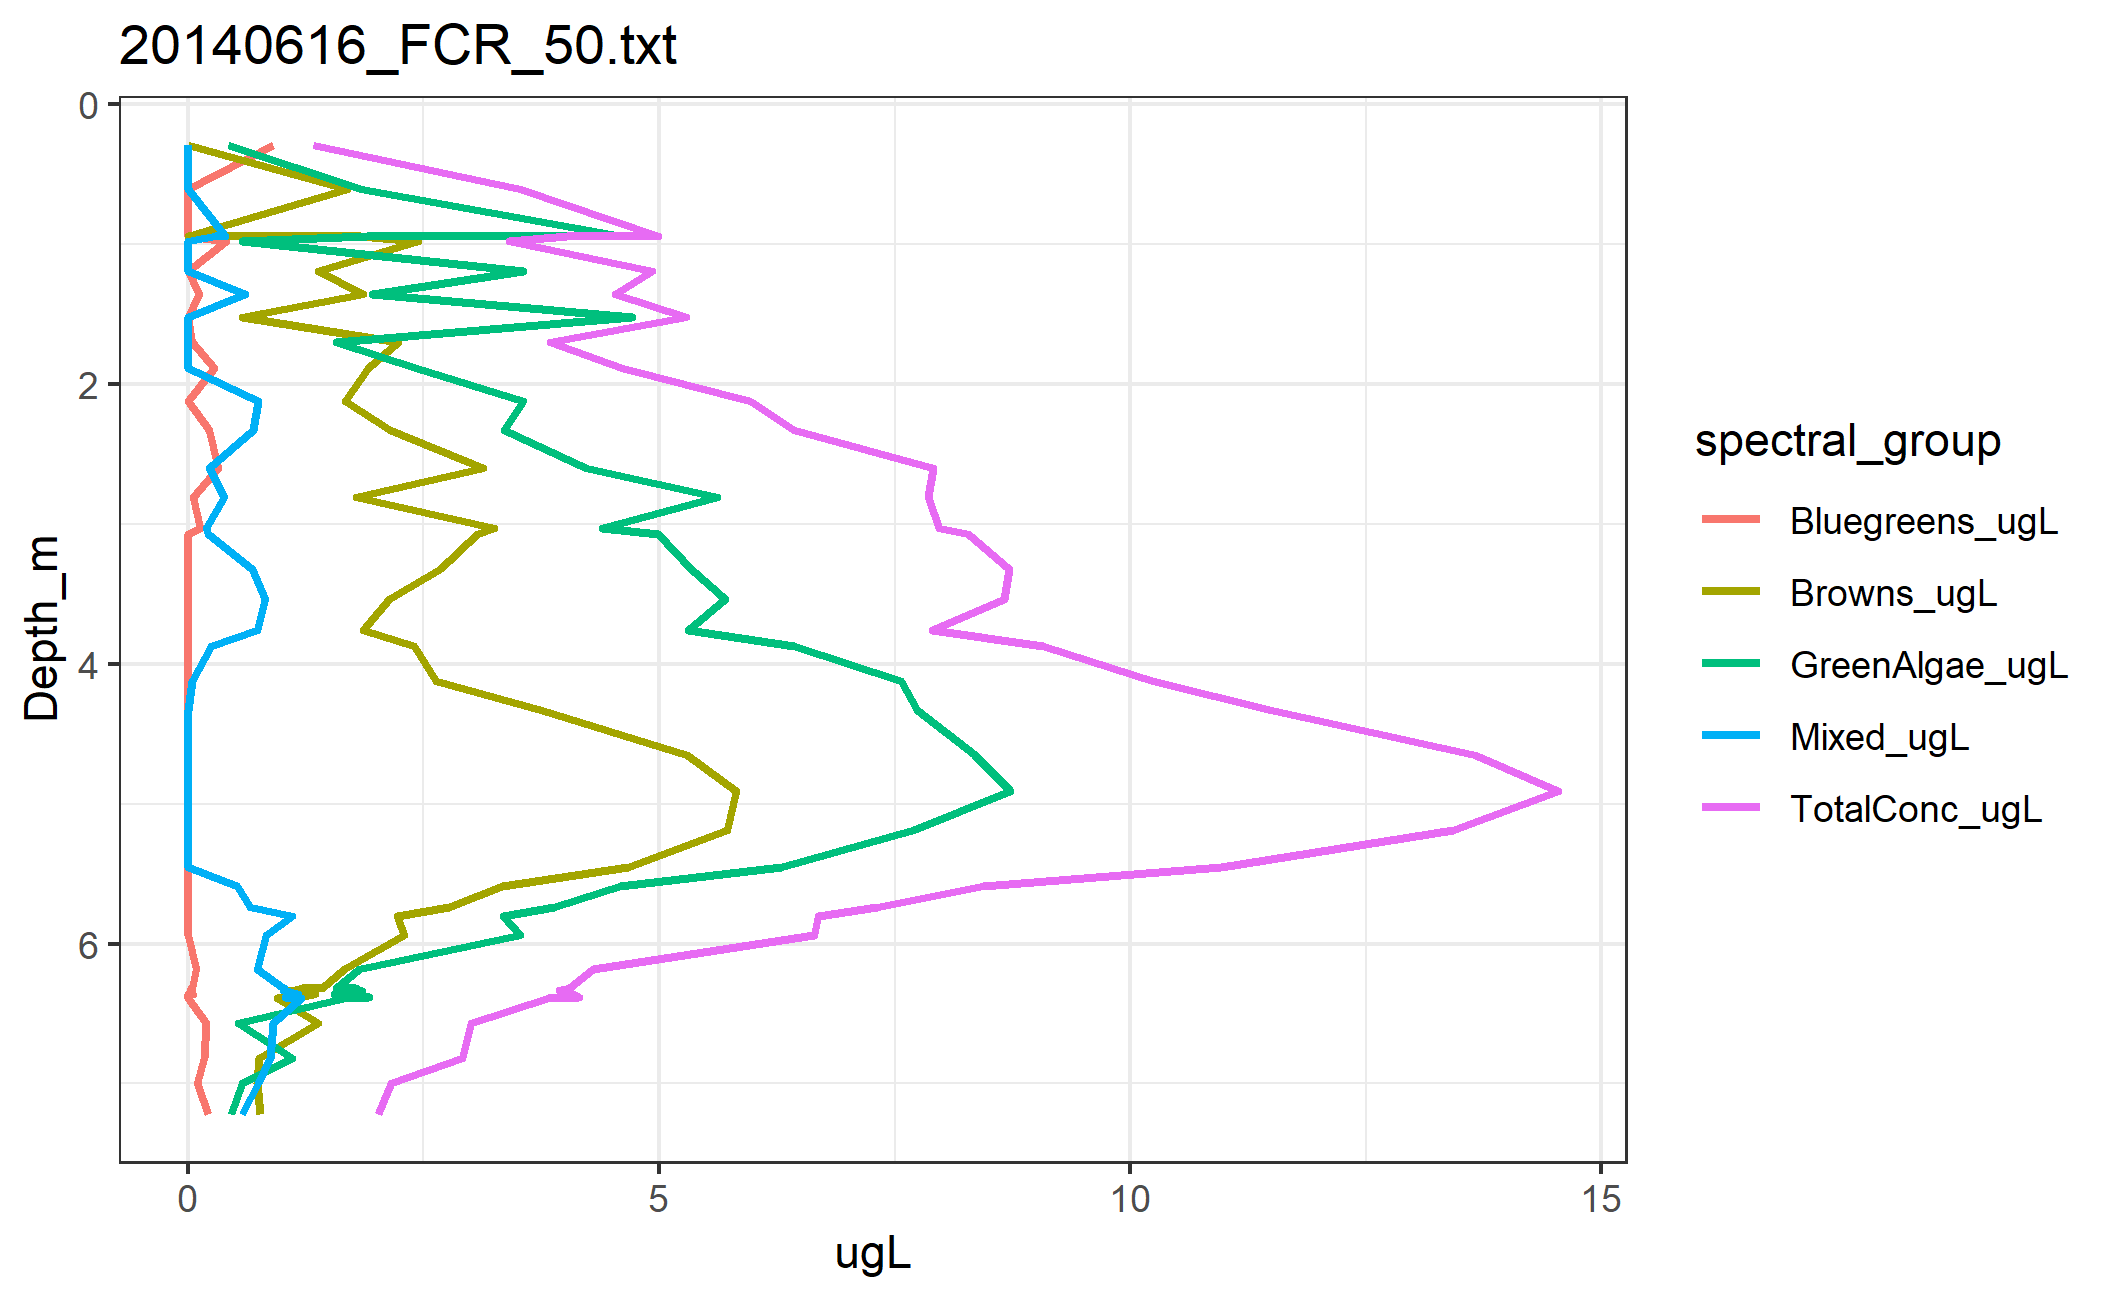 20140616_FCR_50.txt
0
2
4
6
Depth_m
0 5 10 15
ugL
spectral_group
Bluegreens_ugL
Browns_ugL
GreenAlgae_ugL
Mixed_ugL
TotalConc_ugL